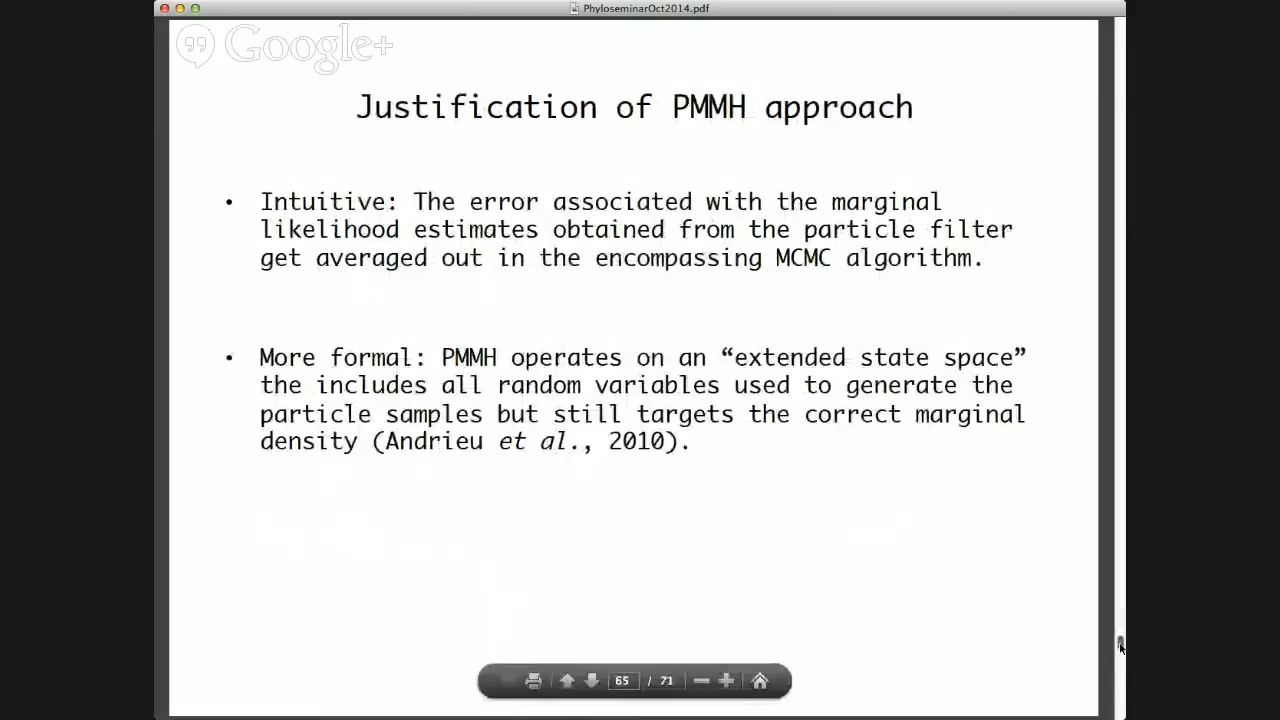 PhyloseminarOct2014.pdf
Google+
Justification of PMMH approach
• Intuitive: The error associated with the marginal
likelihood estimates obtained from the particle filter
get averaged out in the encompassing MCMC algorithm.
• More formal: PMMH operates on an “extended state space”
the includes all random variables used to generate the
particle samples but still targets the correct marginal
density (Andrieu et al., 2010).
65 / 71